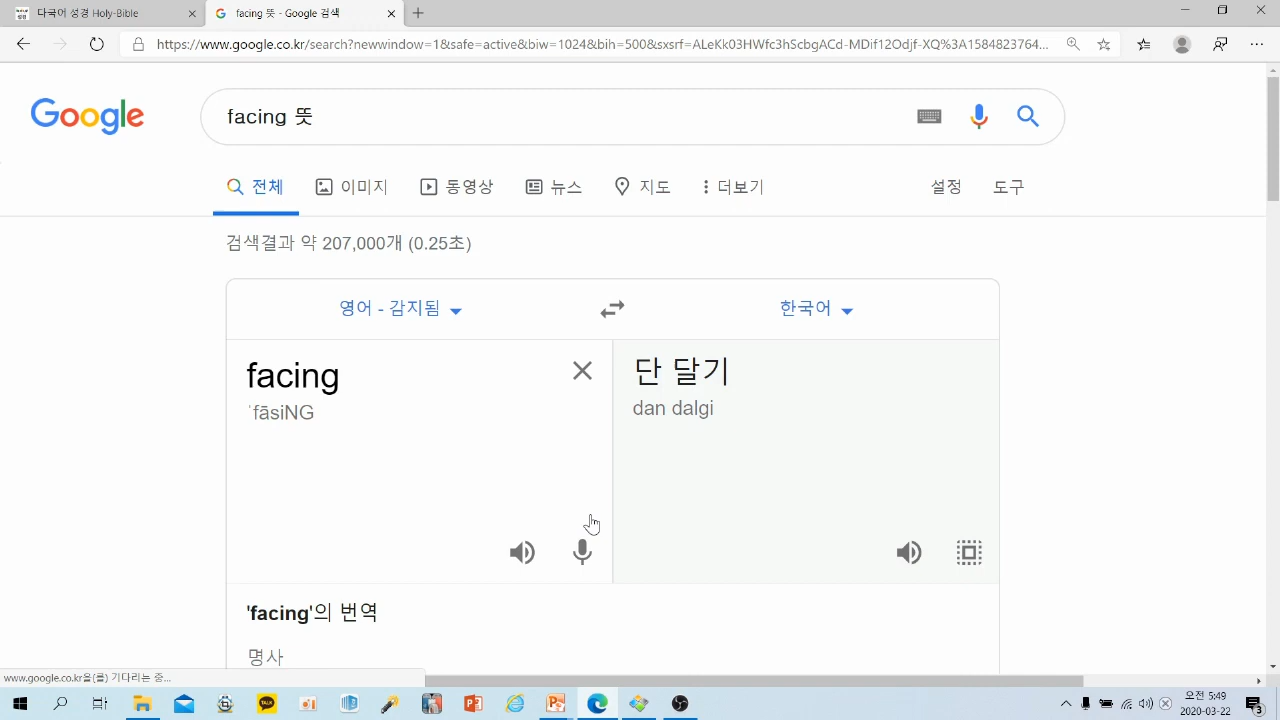 다국어 성경 Holy-Bible
facing 뜻 - Google 검색
https://www.google.co.kr/search?newwindow=1&safe=active&biw=1024&bih=500&sxsrf=ALeKk03HWfc3hScbgACd-MDif12Odjf-XQ%3A1584823764...
Google
facing 뜻
전체 이미지 동영상 뉴스 지도 더보기 설정 도구
검색결과 약 207,000개 (0.25초)
영어 - 감지됨 한국어
facing
ˈfāsiNG
단 달기
dan dalgi
'facing'의 번역
명사
www.google.co.kr을(를) 기다리는 중...
TALK
오전 5:49
2020-03-22
3